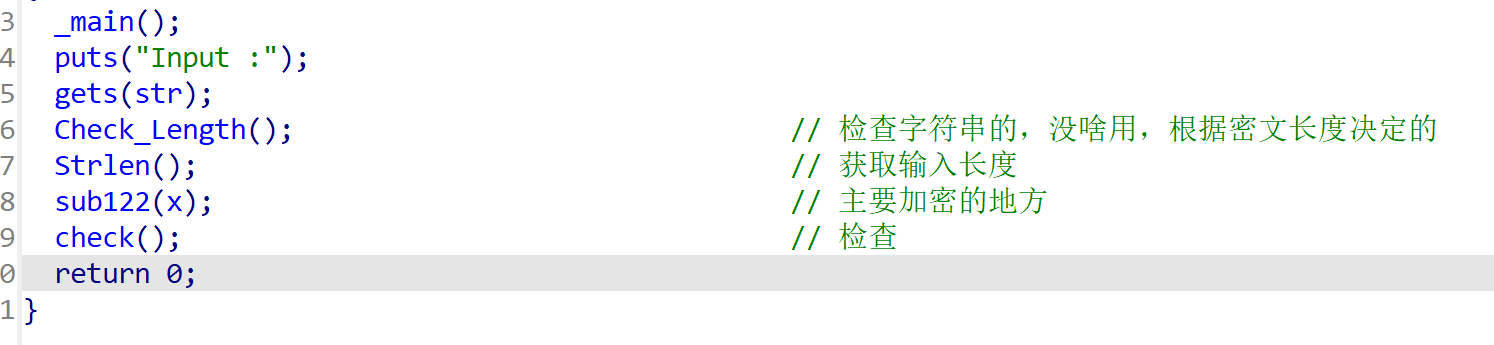 3 _main();
4 puts("Input :");
5 gets(str);
6 Check_Length(); // 检查字符串的，没啥用，根据密文长度决定的
7 Strlen(); // 获取输入长度
8 sub122(x); // 主要加密的地方
9 check(); // 检查
0 return 0;
1 }